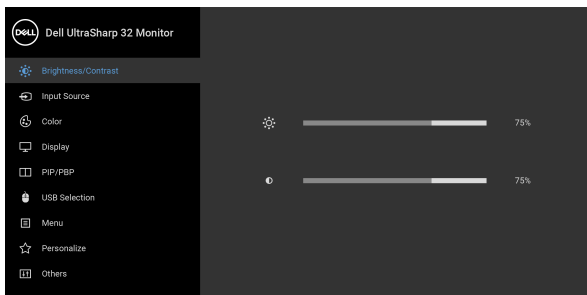 DELL
Dell UltraSharp 32 Monitor
Brightness/Contrast
Input Source
Color
Display
PIP/PBP
USB Selection
Menu
Personalize
Others
75%
75%